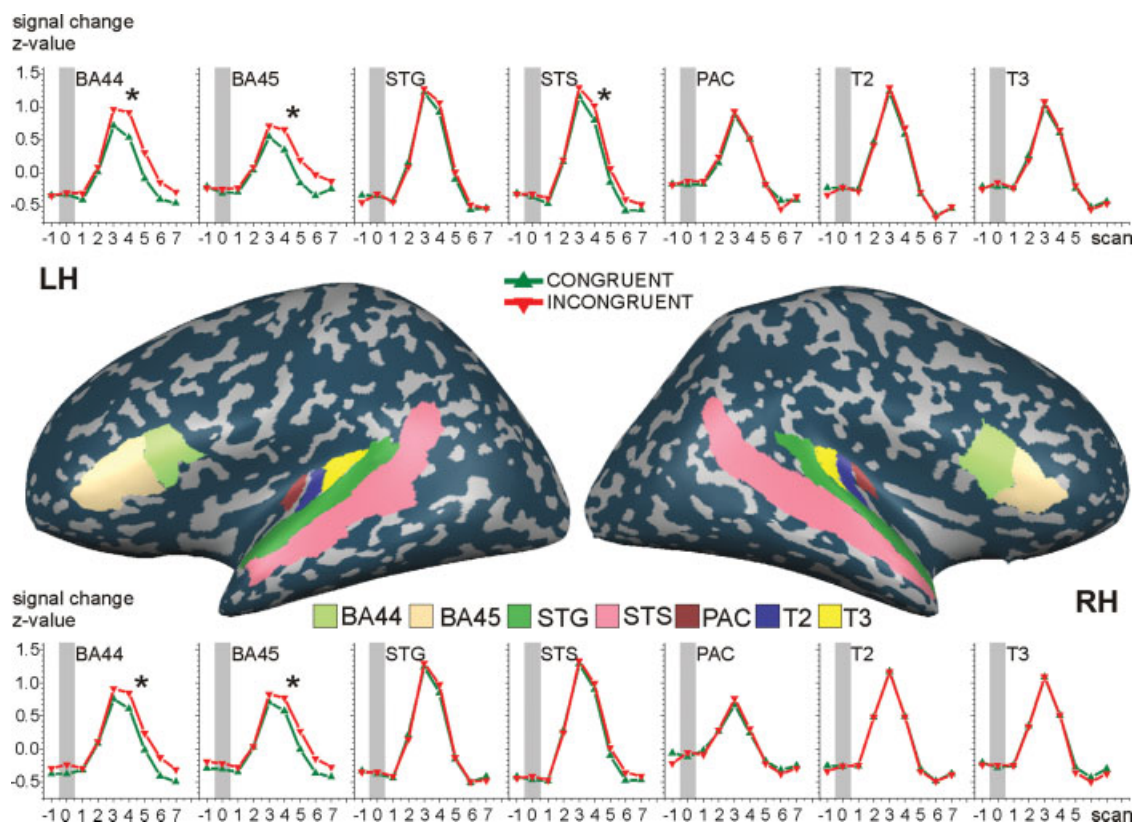 signal change
z-value
BA44 BA45 STG STS PAC T2 T3
1.5
1.0
0.5
0.0
-0.5
* * *
-1 0 1 2 3 4 5 6 7 -1 0 1 2 3 4 5 6 7 -1 0 1 2 3 4 5 6 7 -1 0 1 2 3 4 5 6 7 -1 0 1 2 3 4 5 6 7 -1 0 1 2 3 4 5 6 7 -1 0 1 2 3 4 5 scan
LH
CONGRUENT
INCONGRUENT
signal change
z-value
RH
BA44 BA45 STG STS PAC T2 T3
BA44 BA45 STG STS PAC T2 T3
1.5
1.0
0.5
0.0
-0.5
* *
-1 0 1 2 3 4 5 6 7 -1 0 1 2 3 4 5 6 7 -1 0 1 2 3 4 5 6 7 -1 0 1 2 3 4 5 6 7 -1 0 1 2 3 4 5 6 7 -1 0 1 2 3 4 5 6 7 -1 0 1 2 3 4 5 scan